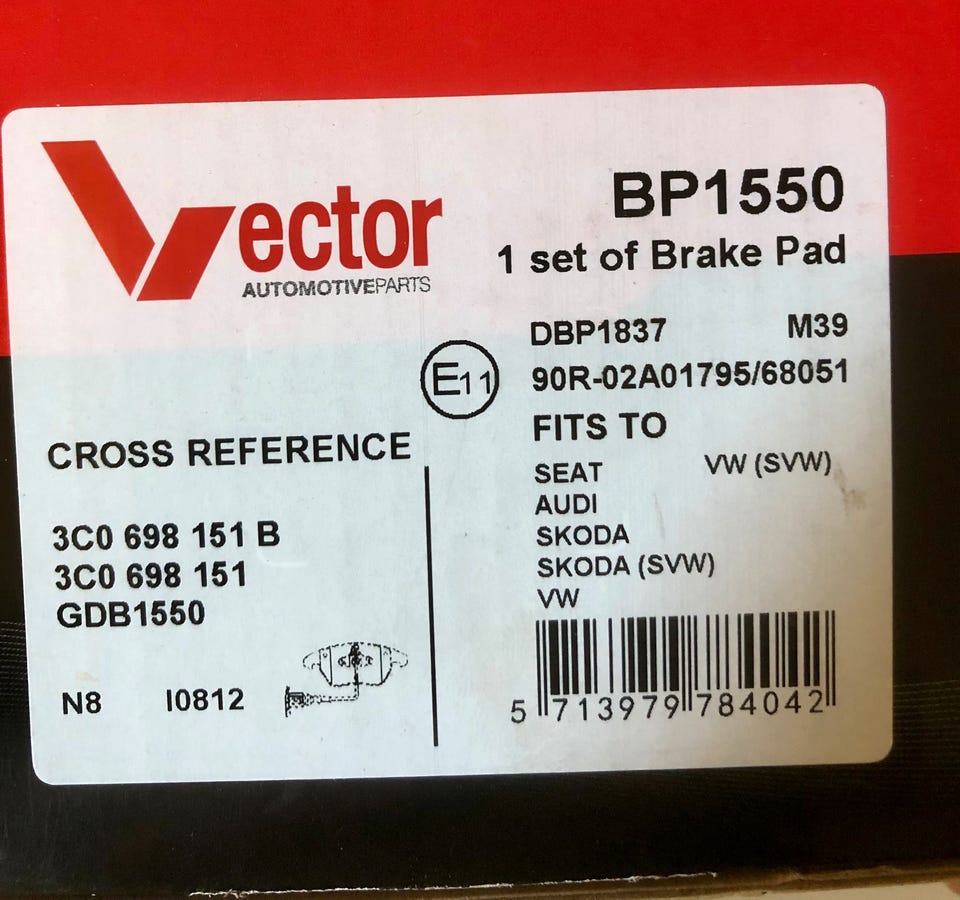 Vector
AUTOMOTIVEPARTS
BP1550
1 set of Brake Pad
DBP1837 M39
E11
90R-02A01795/68051
FITS TO
SEAT VW (SVW)
AUDI
SKODA
SKODA (SVW)
VW
CROSS REFERENCE
3C0 698 151 B
3C0 698 151
GDB1550
N8 I0812
5 713979 784042